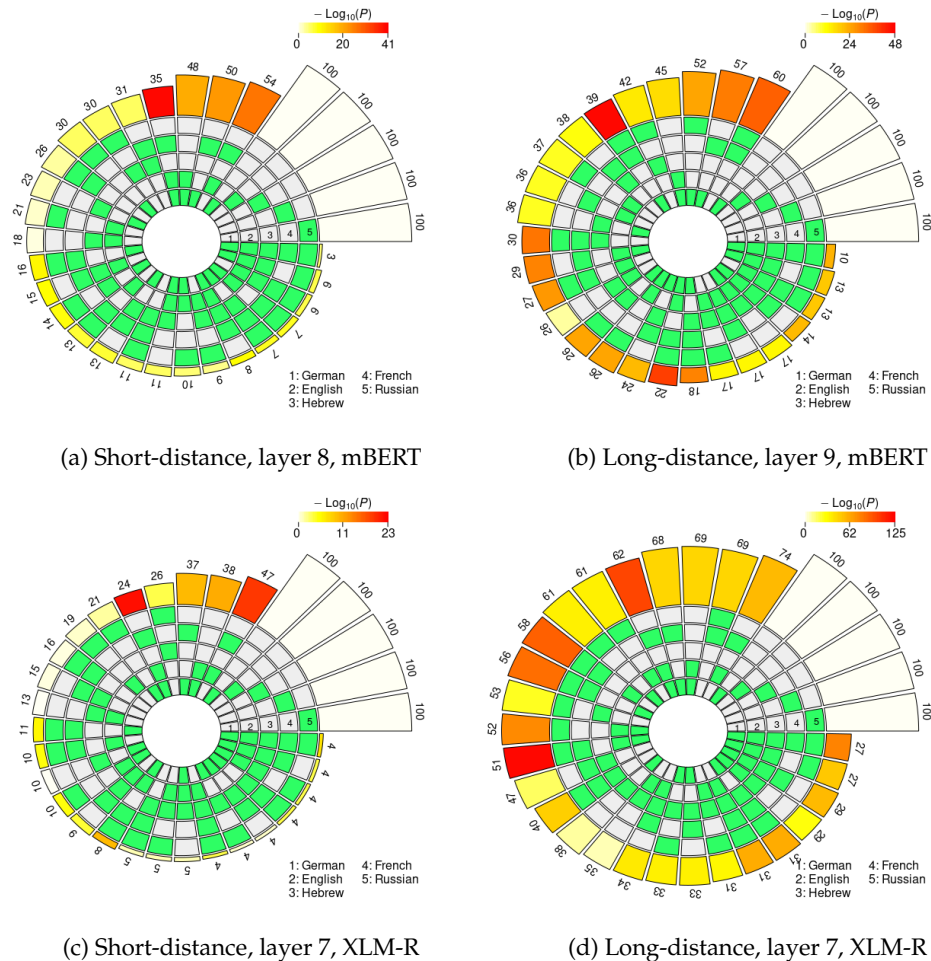 − Log10(P)
0 20 41
48 50 54 100 100 100 100 100
35 31 30 30 26 23 21 18 16 15 14 13 13 11 11 10 9 8 7 7 6 6 3
1 2 3 4 5
1: German 4: French
2: English 5: Russian
3: Hebrew
(a) Short-distance, layer 8, mBERT
− Log10(P)
0 24 48
52 57 60 100 100 100 100 100
45 42 39 38 37 36 36 30 29 27 26 26 26 24 22 18 17 17 17 14 13 13 10
1 2 3 4 5
1: German 4: French
2: English 5: Russian
3: Hebrew
(b) Long-distance, layer 9, mBERT
− Log10(P)
0 11 23
37 38 47 100 100 100 100 100
26 24 21 19 16 15 13 11 10 10 10 9 8 5 5 5 4 4 4 4 4 4 4
1 2 3 4 5
1: German 4: French
2: English 5: Russian
3: Hebrew
(c) Short-distance, layer 7, XLM-R
− Log10(P)
0 62 125
69 69 74 100 100 100 100 100
68 62 61 61 58 56 53 52 51 47 40 38 35 34 33 33 31 31 31 29 29 27 27
1 2 3 4 5
1: German 4: French
2: English 5: Russian
3: Hebrew
(d) Long-distance, layer 7, XLM-R